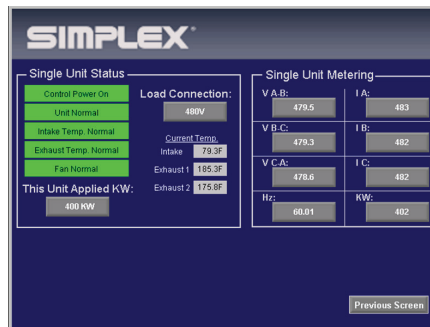 SIMPLEX
Single Unit Status
Control Power On
Unit Normal
Intake Temp. Normal
Exhaust Temp. Normal
Fan Normal
This Unit Applied KW:
400 KW
Load Connection:
480V
Current Temp.
Intake 79.3F
Exhaust 1 185.3F
Exhaust 2 175.8F
Single Unit Metering
V A-B: I A:
479.5 483
V B-C: I B:
479.3 482
V C-A: I C:
478.6 482
Hz: KW:
60.01 402
Previous Screen